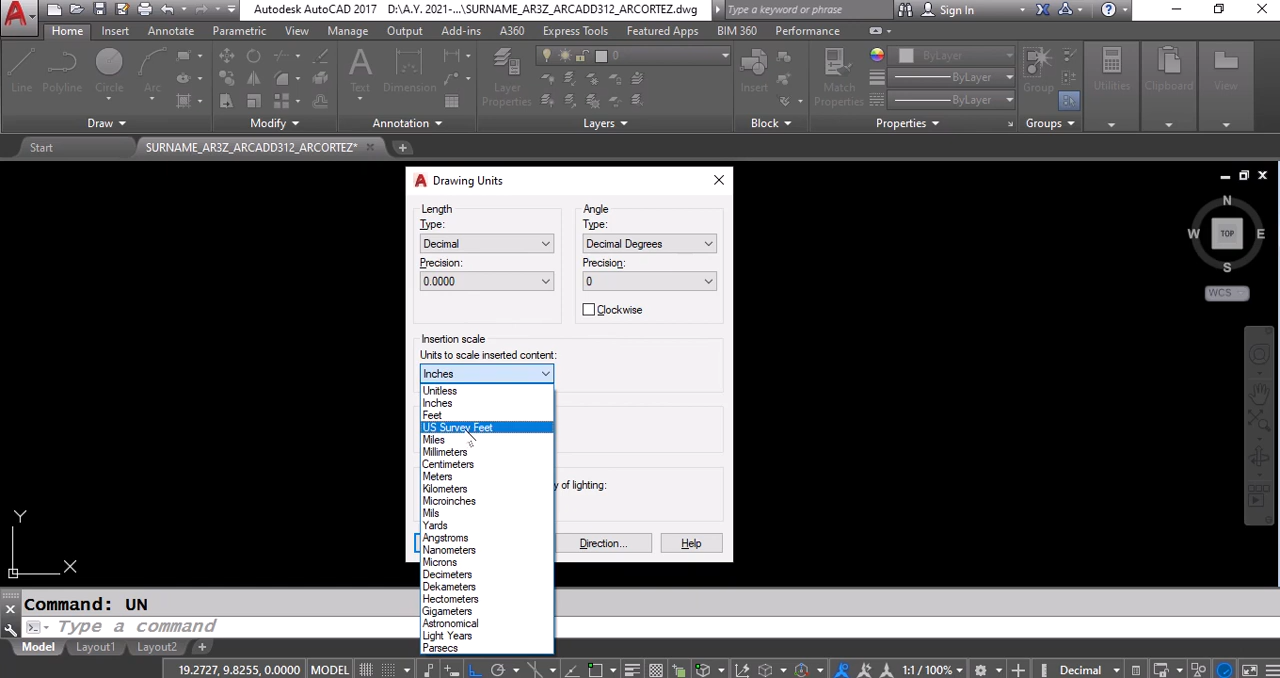 Autodesk AutoCAD 2017 D:\A.Y. 2021-...\SURNAME_AR3Z_ARCADD312_ARCORTEZ.dwg
Type a keyword or phrase
Sign In
Home Insert Annotate Parametric View Manage Output Add-ins A360 Express Tools Featured Apps BIM 360 Performance
Line Polyline Circle Arc
Text Dimension
Layer Properties
0
Insert
Match Properties
ByLayer
ByLayer
ByLayer
Group
Utilities
Clipboard
View
Draw Modify Annotation Layers Block Properties Groups
Start SURNAME_AR3Z_ARCADD312_ARCORTEZ*
Drawing Units
Length
Type:
Decimal
Precision:
0.0000
Angle
Type:
Decimal Degrees
Precision:
0
Clockwise
Insertion scale
Units to scale inserted content:
Inches
Unitless
Inches
Feet
US Survey Feet
Miles
Millimeters
Centimeters
Meters
Kilometers
Microinches
Mils
Yards
Angstroms
Nanometers
Microns
Decimeters
Dekameters
Hectometers
Gigameters
Astronomical
Light Years
Parsecs
y of lighting:
Direction...
Help
N
W TOP E
S
WCS
Y
X
Command: UN
Type a command
Model Layout1 Layout2
19.2727, 9.8255, 0.0000 MODEL 1:1 / 100% Decimal